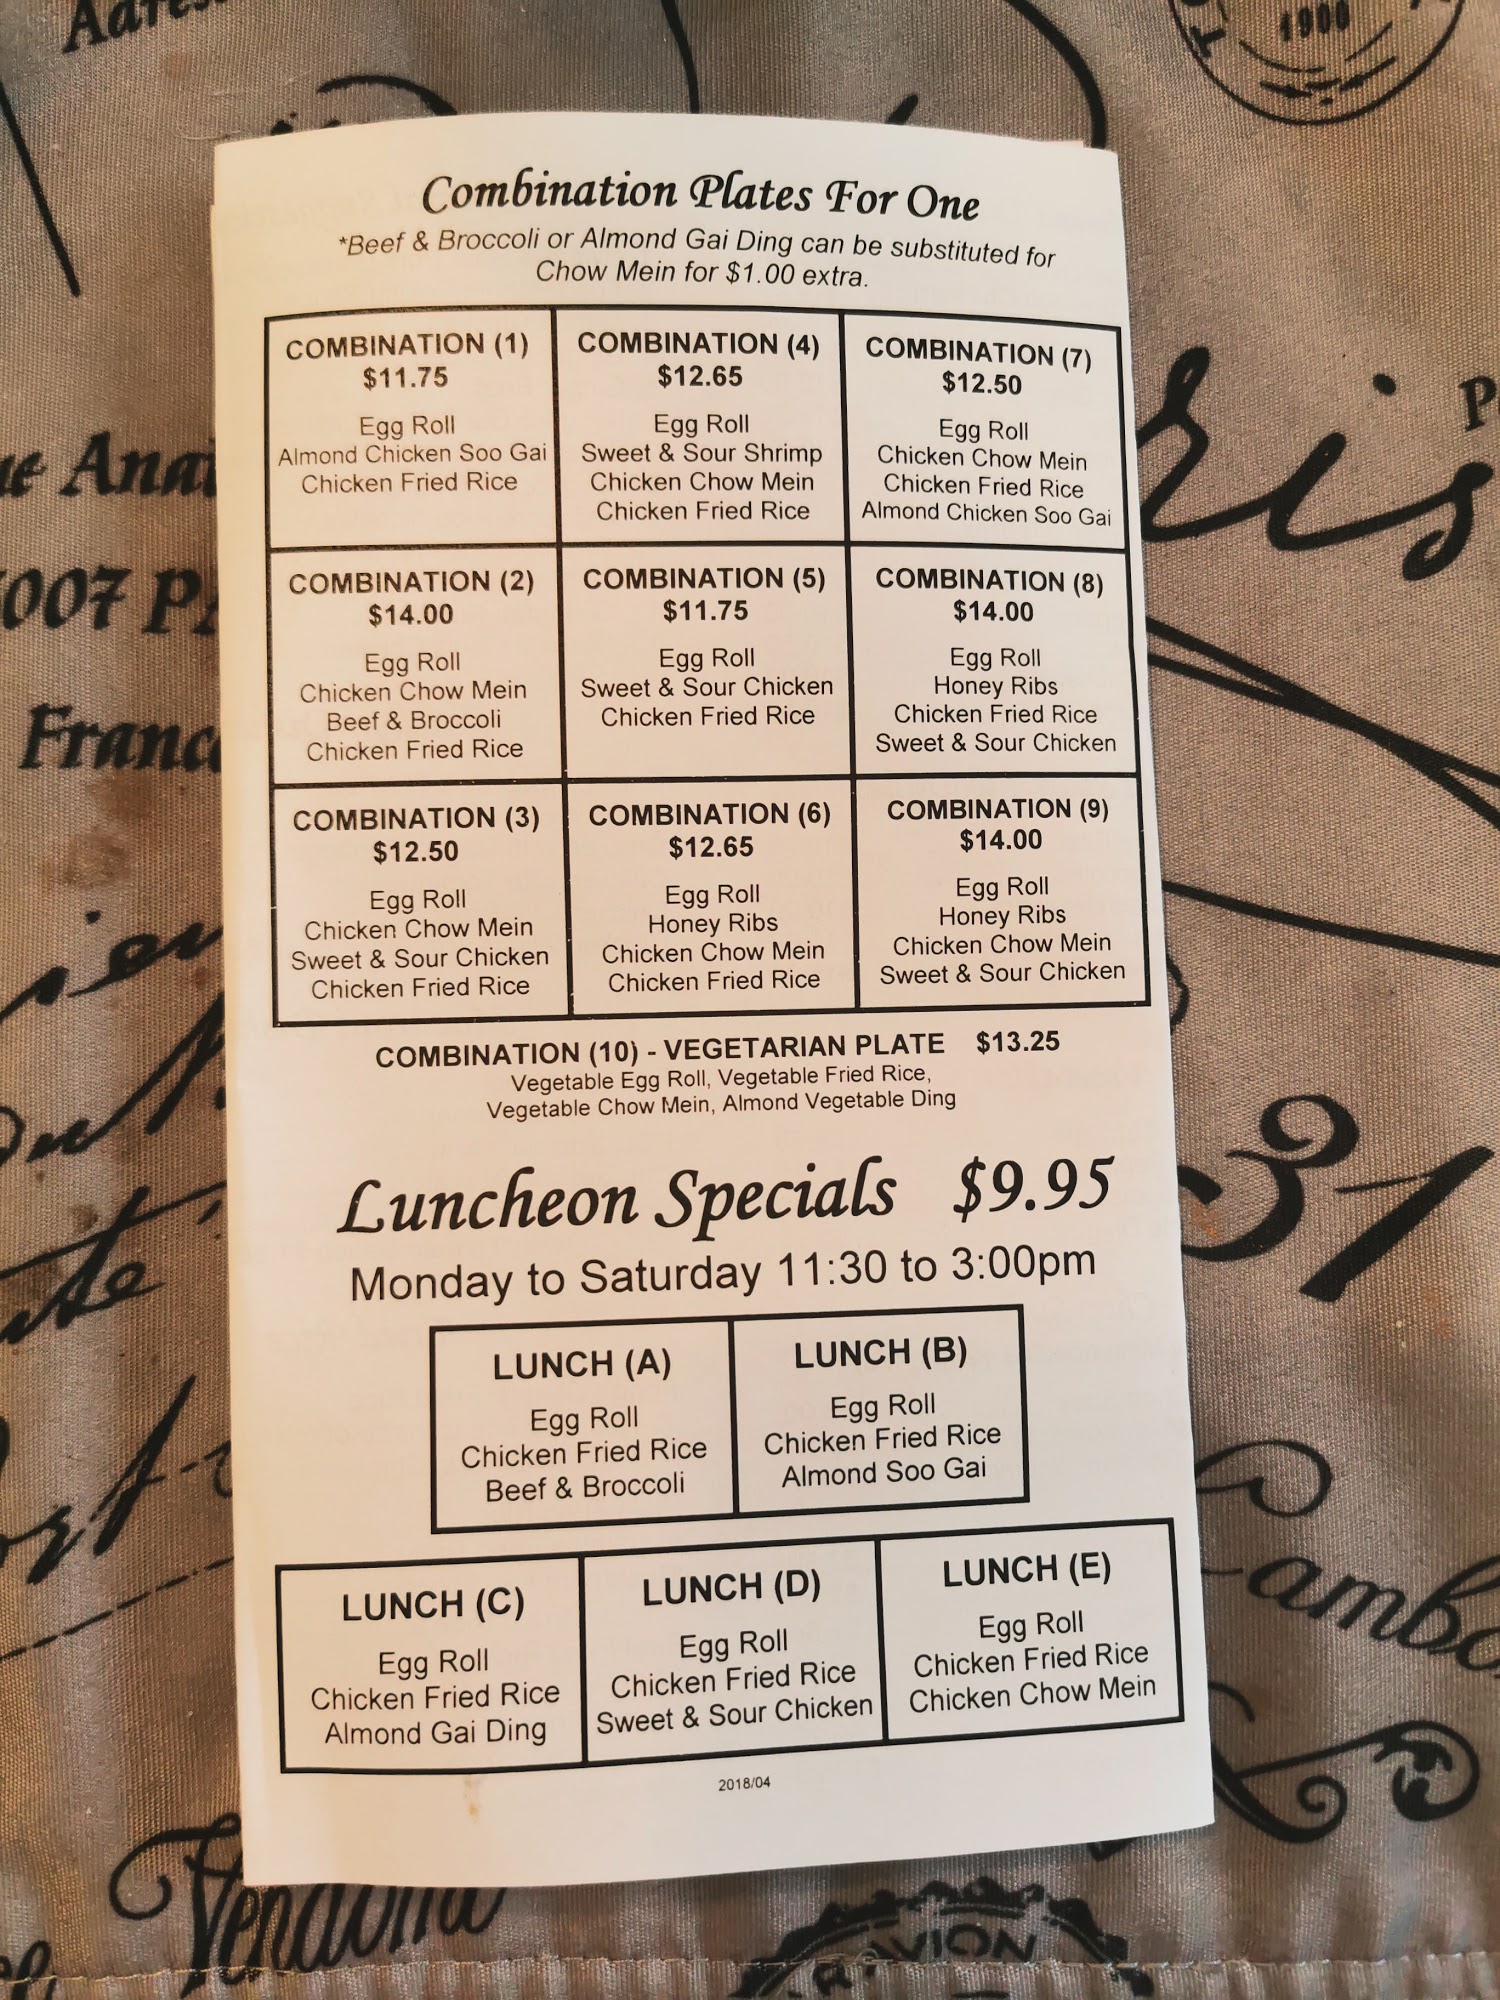 Combination Plates For One
*Beef & Broccoli or Almond Gai Ding can be substituted for
Chow Mein for $1.00 extra.
COMBINATION (1)
$11.75
Egg Roll
Almond Chicken Soo Gai
Chicken Fried Rice
COMBINATION (4)
$12.65
Egg Roll
Sweet & Sour Shrimp
Chicken Chow Mein
Chicken Fried Rice
COMBINATION (7)
$12.50
Egg Roll
Chicken Chow Mein
Chicken Fried Rice
Almond Chicken Soo Gai
COMBINATION (2)
$14.00
Egg Roll
Chicken Chow Mein
Beef & Broccoli
Chicken Fried Rice
COMBINATION (5)
$11.75
Egg Roll
Sweet & Sour Chicken
Chicken Fried Rice
COMBINATION (8)
$14.00
Egg Roll
Honey Ribs
Chicken Fried Rice
Sweet & Sour Chicken
COMBINATION (3)
$12.50
Egg Roll
Chicken Chow Mein
Sweet & Sour Chicken
Chicken Fried Rice
COMBINATION (6)
$12.65
Egg Roll
Honey Ribs
Chicken Chow Mein
Chicken Fried Rice
COMBINATION (9)
$14.00
Egg Roll
Honey Ribs
Chicken Chow Mein
Sweet & Sour Chicken
COMBINATION (10) - VEGETARIAN PLATE $13.25
Vegetable Egg Roll, Vegetable Fried Rice,
Vegetable Chow Mein, Almond Vegetable Ding
Luncheon Specials $9.95
Monday to Saturday 11:30 to 3:00pm
LUNCH (A)
Egg Roll
Chicken Fried Rice
Beef & Broccoli
LUNCH (B)
Egg Roll
Chicken Fried Rice
Almond Soo Gai
LUNCH (C)
Egg Roll
Chicken Fried Rice
Almond Gai Ding
LUNCH (D)
Egg Roll
Chicken Fried Rice
Sweet & Sour Chicken
LUNCH (E)
Egg Roll
Chicken Fried Rice
Chicken Chow Mein
2018/04
1900
31
AVION